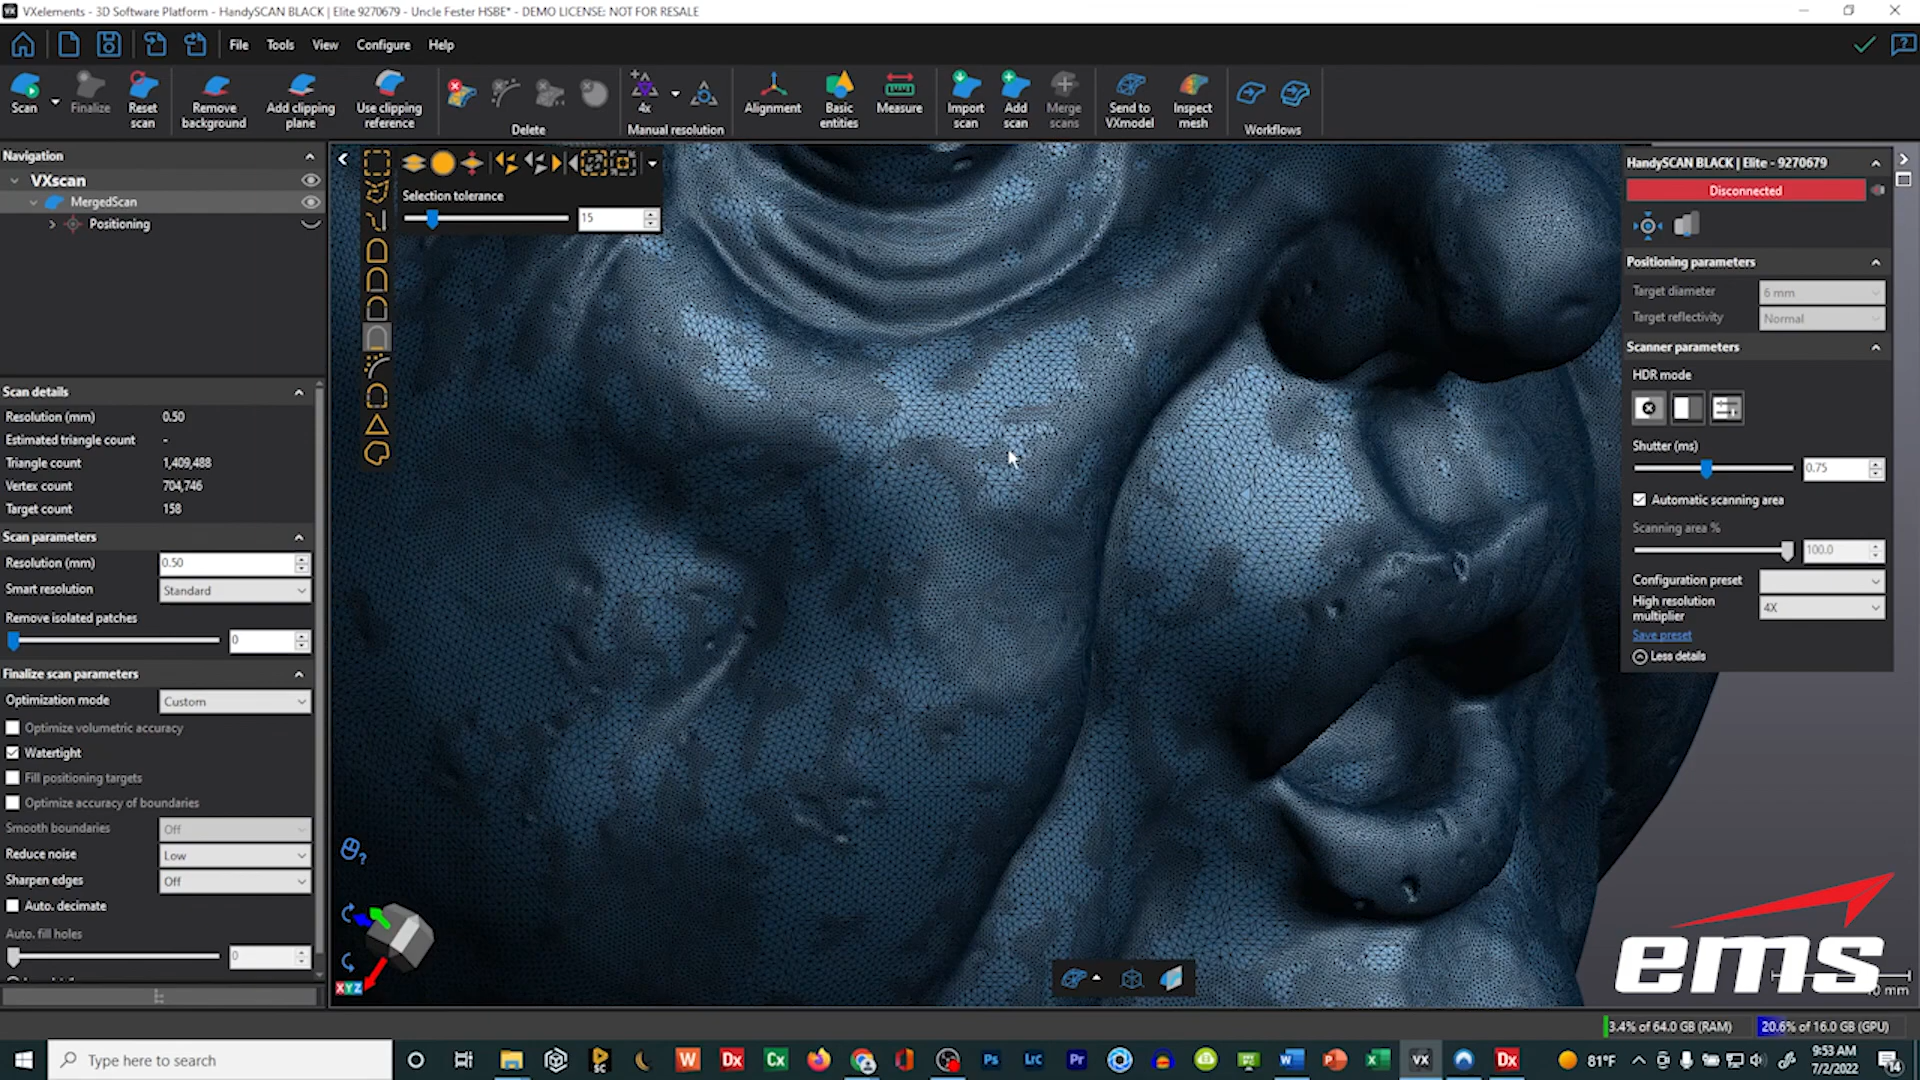 VXelements - 3D Software Platform - HandySCAN BLACK | Elite 9270679 - Uncle Fester HSBE* - DEMO LICENSE: NOT FOR RESALE
File Tools View Configure Help
Scan
Finalize
Reset scan
Remove background
Add clipping plane
Use clipping reference
Delete
4x
Manual resolution
Alignment
Basic entities
Measure
Import scan
Add scan
Merge scans
Send to VXmodel
Inspect mesh
Workflows
Navigation
VXscan
MergedScan
Positioning
Selection tolerance
15
Scan details
Resolution (mm) 0.50
Estimated triangle count -
Triangle count 1,409,488
Vertex count 704,746
Target count 158
Scan parameters
Resolution (mm) 0.50
Smart resolution Standard
Remove isolated patches
0
Finalize scan parameters
Optimization mode Custom
Optimize volumetric accuracy
Watertight
Fill positioning targets
Optimize accuracy of boundaries
Smooth boundaries Off
Reduce noise Low
Sharpen edges Off
Auto. decimate
Auto. fill holes
0
HandySCAN BLACK | Elite - 9270679
Disconnected
Positioning parameters
Target diameter 6 mm
Target reflectivity Normal
Scanner parameters
HDR mode
Shutter (ms)
0.75
Automatic scanning area
Scanning area %
100.0
Configuration preset
High resolution multiplier 4X
Save preset
Less details
XYZ
ems
mm
3.4% of 64.0 GB (RAM) 20.6% of 16.0 GB (GPU)
Type here to search
SC
W
Dx
Cx
Ps
Lrc
Pr
VX
Dx
81°F
9:53 AM
7/2/2022
14